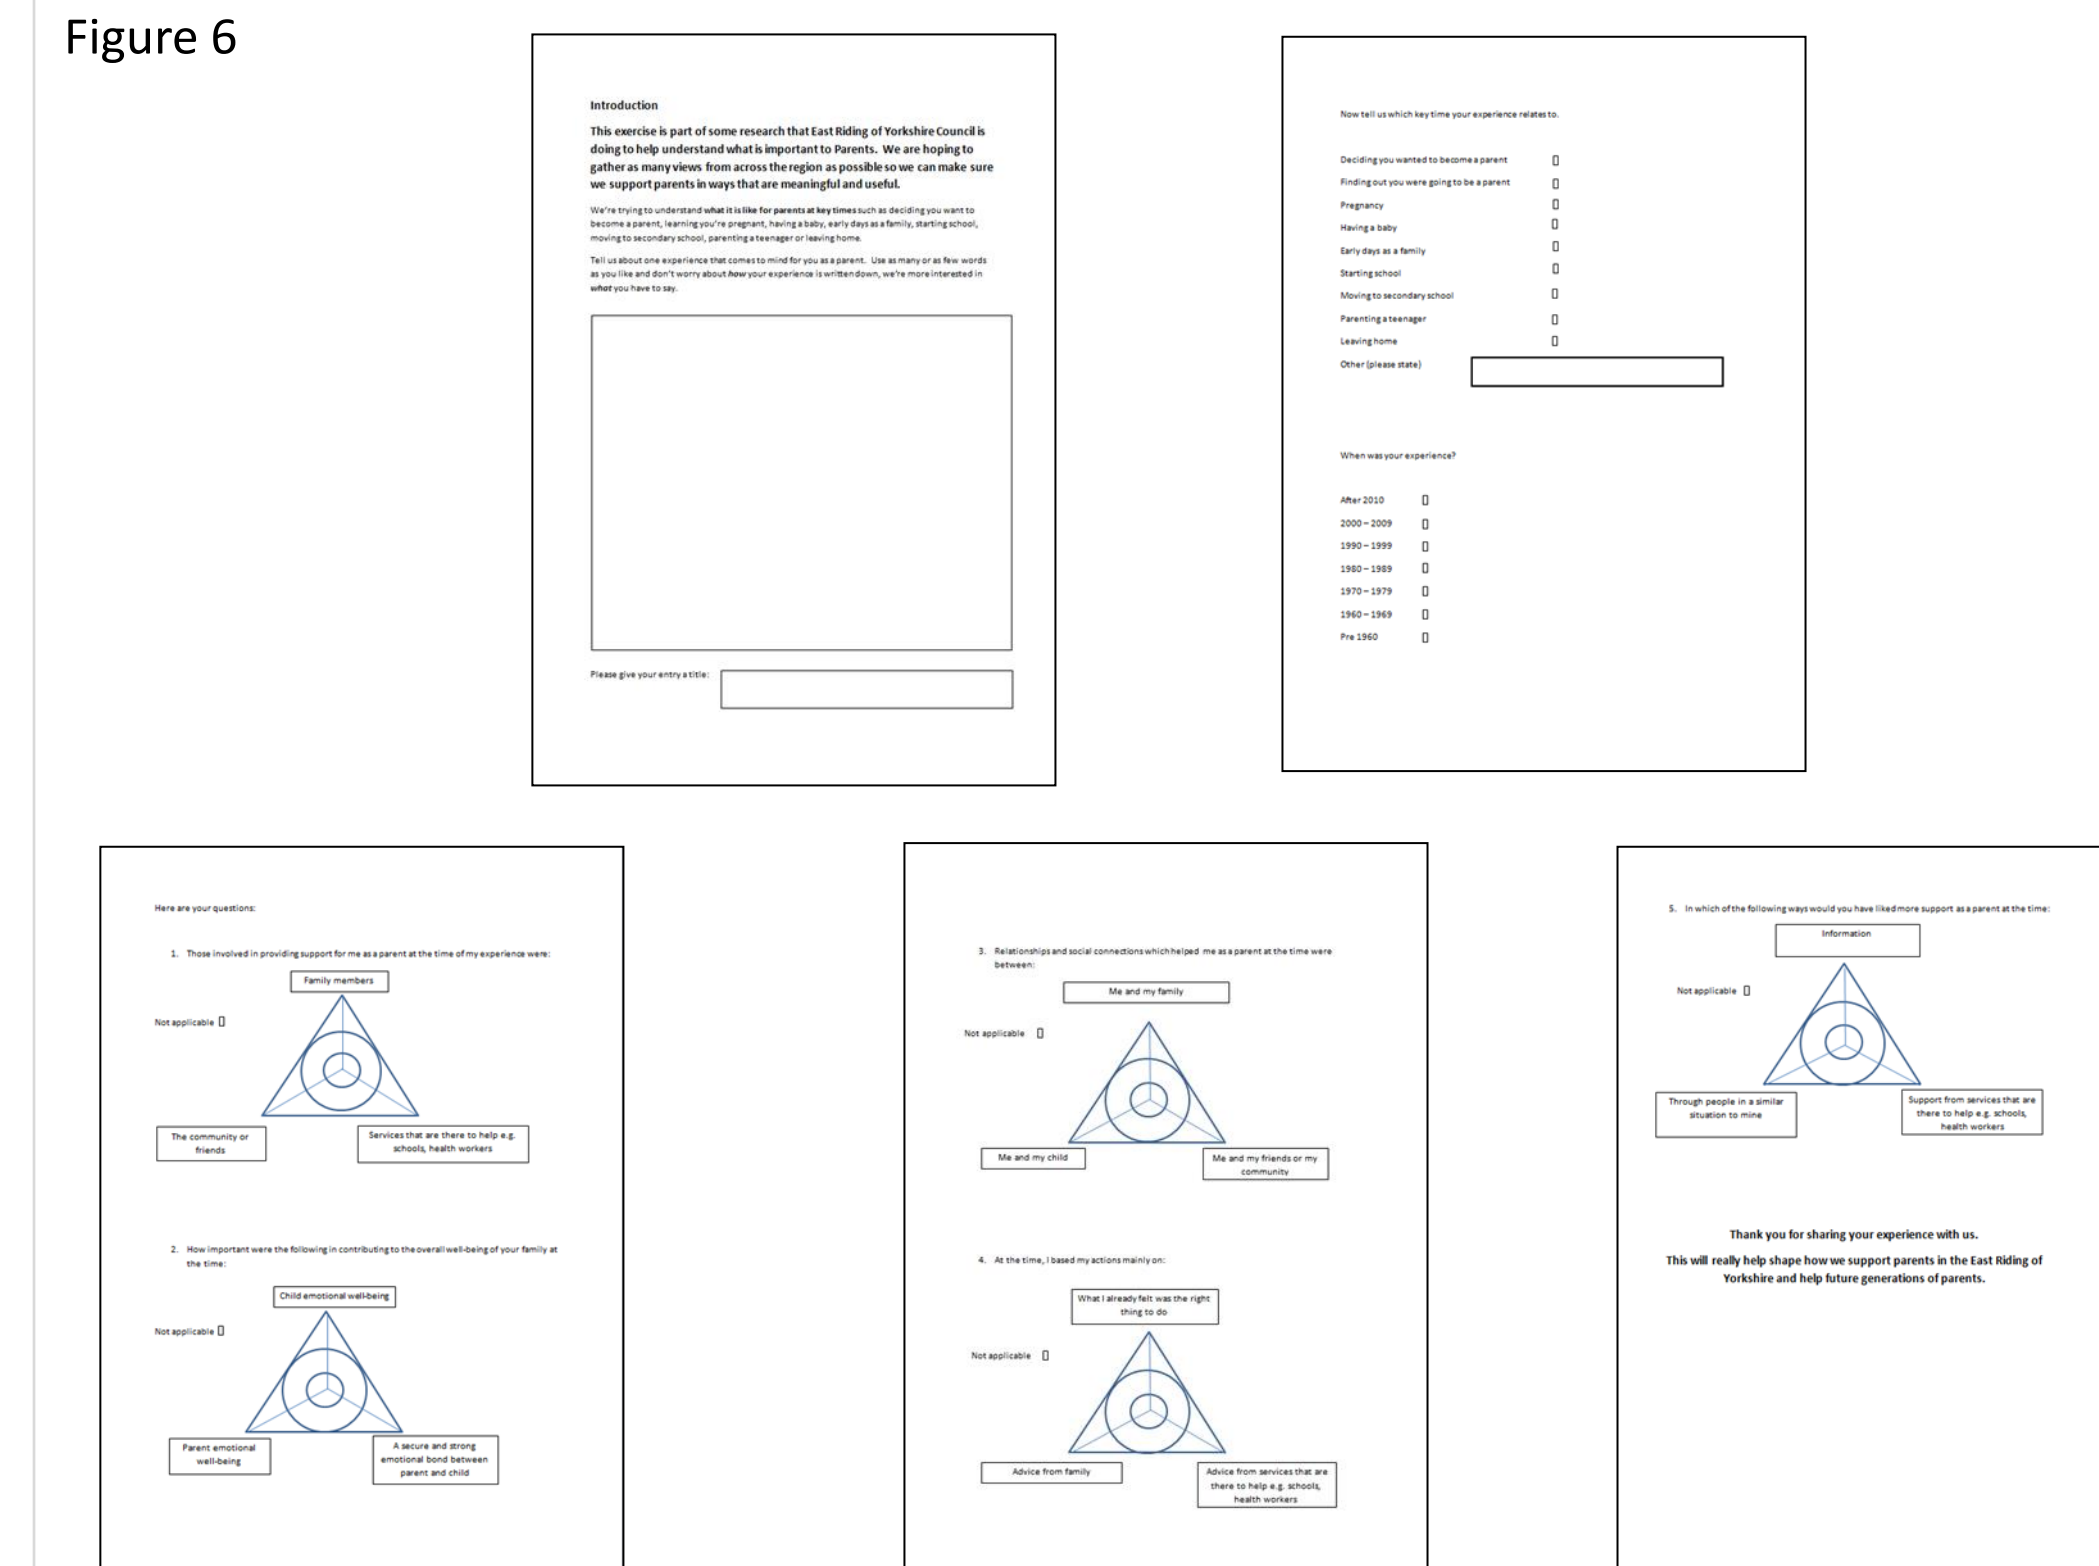 Figure 6
Introduction
This exercise is part of some research that East Riding of Yorkshire Council is
doing to help understand what is important to Parents. We are hoping to
gather as many views from across the region as possible so we can make sure
we support parents in ways that are meaningful and useful.
We're trying to understand what it is like for parents at key times such as deciding you want to
become a parent, learning you're pregnant, having a baby, early days as a family, starting school,
moving to secondary school, parenting a teenager or leaving home.
Tell us about one experience that comes to mind for you as a parent. Use as many or as few words
as you like and don't worry about how your experience is written down, we're more interested in
what you have to say.
Please give your entry a title:
Now tell us which key time your experience relates to.
Deciding you wanted to become a parent
Finding out you were going to be a parent
Pregnancy
Having a baby
Early days as a family
Starting school
Moving to secondary school
Parenting a teenager
Leaving home
Other (please state)
When was your experience?
After 2010
2000 – 2009
1990 – 1999
1980 – 1989
1970 – 1979
1960 – 1969
Pre 1960
Here are your questions:
1. Those involved in providing support for me as a parent at the time of my experience were:
Family members
Not applicable
The community or
friends
Services that are there to help e.g.
schools, health workers
2. How important were the following in contributing to the overall well-being of your family at
the time:
Child emotional well-being
Not applicable
Parent emotional
well-being
A secure and strong
emotional bond between
parent and child
3. Relationships and social connections which helped me as a parent at the time were
between:
Me and my family
Not applicable
Me and my child
Me and my friends or my
community
4. At the time, I based my actions mainly on:
What I already felt was the right
thing to do
Not applicable
Advice from family
Advice from services that are
there to help e.g. schools,
health workers
5. In which of the following ways would you have liked more support as a parent at the time:
Information
Not applicable
Through people in a similar
situation to mine
Support from services that are
there to help e.g. schools,
health workers
Thank you for sharing your experience with us.
This will really help shape how we support parents in the East Riding of
Yorkshire and help future generations of parents.